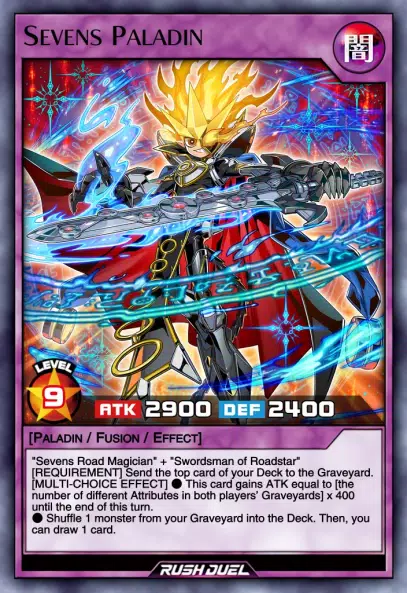 SEVENS PALADIN
闇
LEVEL
9
ATK 2900 DEF 2400
[PALADIN / FUSION / EFFECT]
"Sevens Road Magician" + "Swordsman of Roadstar"
[REQUIREMENT] Send the top card of your Deck to the Graveyard.
[MULTI-CHOICE EFFECT] ● This card gains ATK equal to [the
number of different Attributes in both players' Graveyards] x 400
until the end of this turn.
● Shuffle 1 monster from your Graveyard into the Deck. Then, you
can draw 1 card.
RUSH DUEL